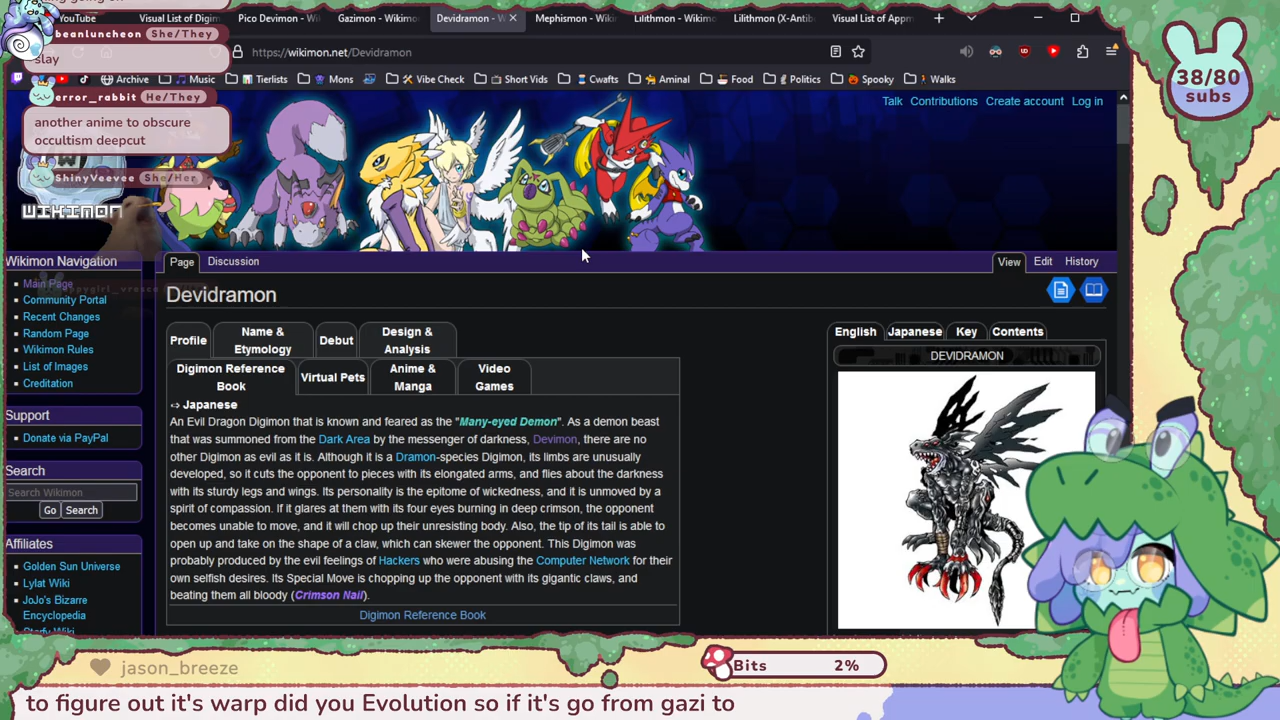 YouTube
Visual List of Digim
Pico Devimon - Wi
Gazimon - Wikimo
Devidramon - W
Mephismon - Wiki
Lilithmon - Wikimo
Lilithmon (X-Antib
Visual List of Appm
beanluncheon She/They
slay
https://wikimon.net/Devidramon
Archive
Music
Tierlists
Mons
Vibe Check
Short Vids
Cwafts
Aminal
Food
Politics
Spooky
Walks
error_rabbit He/They
another anime to obscure
occultism deepcut
ShinyVeevee She/Her
38/80
subs
Talk Contributions Create account Log in
WIKIMON
Wikimon Navigation
Main Page
Community Portal
Recent Changes
Random Page
Wikimon Rules
List of Images
Creditation
Support
Donate via PayPal
Search
Search Wikimon
Go Search
Affiliates
Golden Sun Universe
Lylat Wiki
JoJo's Bizarre
Encyclopedia
Starfy Wiki
Page Discussion
View Edit History
Devidramon
Profile
Name &
Etymology
Debut
Design &
Analysis
Digimon Reference
Book
Virtual Pets
Anime &
Manga
Video
Games
⇨ Japanese
An Evil Dragon Digimon that is known and feared as the "Many-eyed Demon". As a demon beast
that was summoned from the Dark Area by the messenger of darkness, Devimon, there are no
other Digimon as evil as it is. Although it is a Dramon-species Digimon, its limbs are unusually
developed, so it cuts the opponent to pieces with its elongated arms, and flies about the darkness
with its sturdy legs and wings. Its personality is the epitome of wickedness, and it is unmoved by a
spirit of compassion. If it glares at them with its four eyes burning in deep crimson, the opponent
becomes unable to move, and it will chop up their unresisting body. Also, the tip of its tail is able to
open up and take on the shape of a claw, which can skewer the opponent. This Digimon was
probably produced by the evil feelings of Hackers who were abusing the Computer Network for their
own selfish desires. Its Special Move is chopping up the opponent with its gigantic claws, and
beating them all bloody (Crimson Nail).
Digimon Reference Book
English Japanese Key Contents
DEVIDRAMON
jason_breeze
Bits 2%
to figure out it's warp did you Evolution so if it's go from gazi to